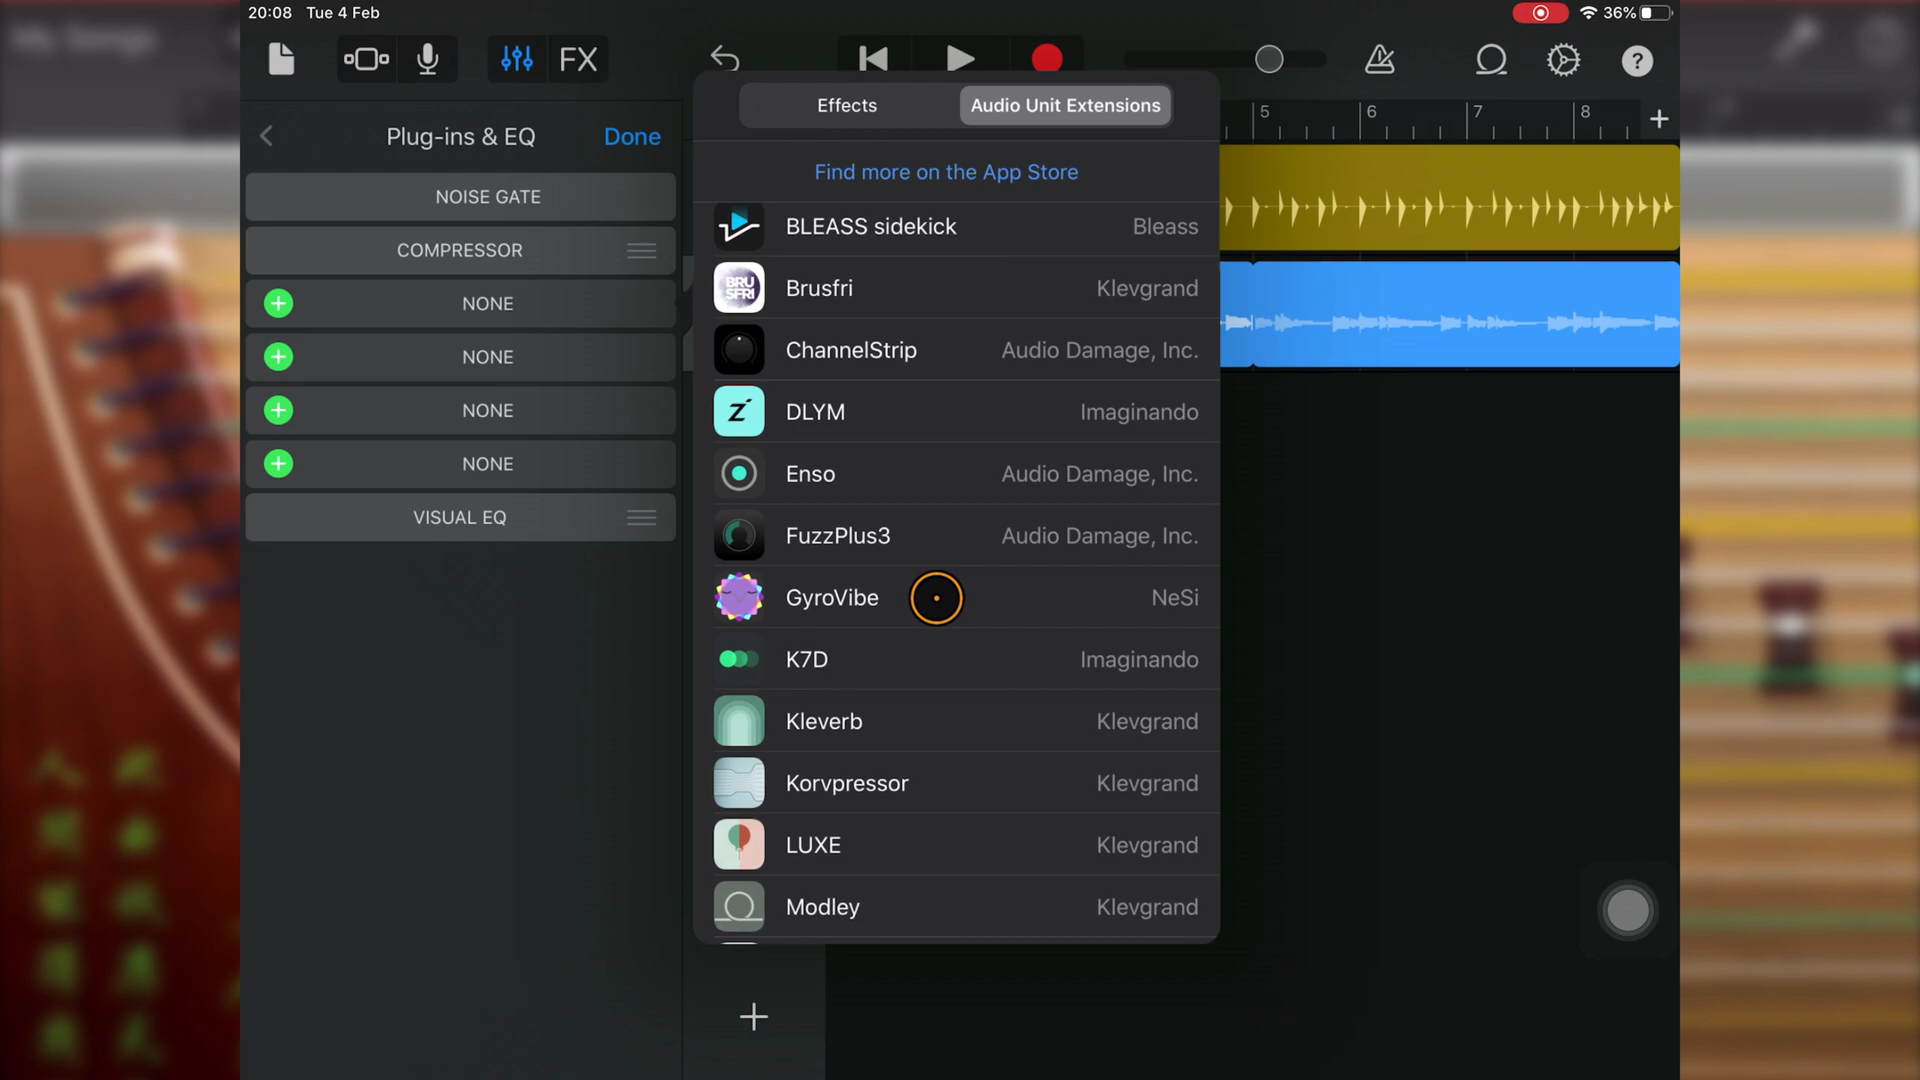 20:08 Tue 4 Feb
36%
FX
?
Effects
Audio Unit Extensions
5 6 7 8
Plug-ins & EQ
Done
Find more on the App Store
NOISE GATE
COMPRESSOR
NONE
NONE
NONE
NONE
VISUAL EQ
BLEASS sidekick Bleass
BRU
SFRI
Brusfri Klevgrand
ChannelStrip Audio Damage, Inc.
DLYM Imaginando
Enso Audio Damage, Inc.
FuzzPlus3 Audio Damage, Inc.
GyroVibe NeSi
K7D Imaginando
Kleverb Klevgrand
Korvpressor Klevgrand
LUXE Klevgrand
Modley Klevgrand